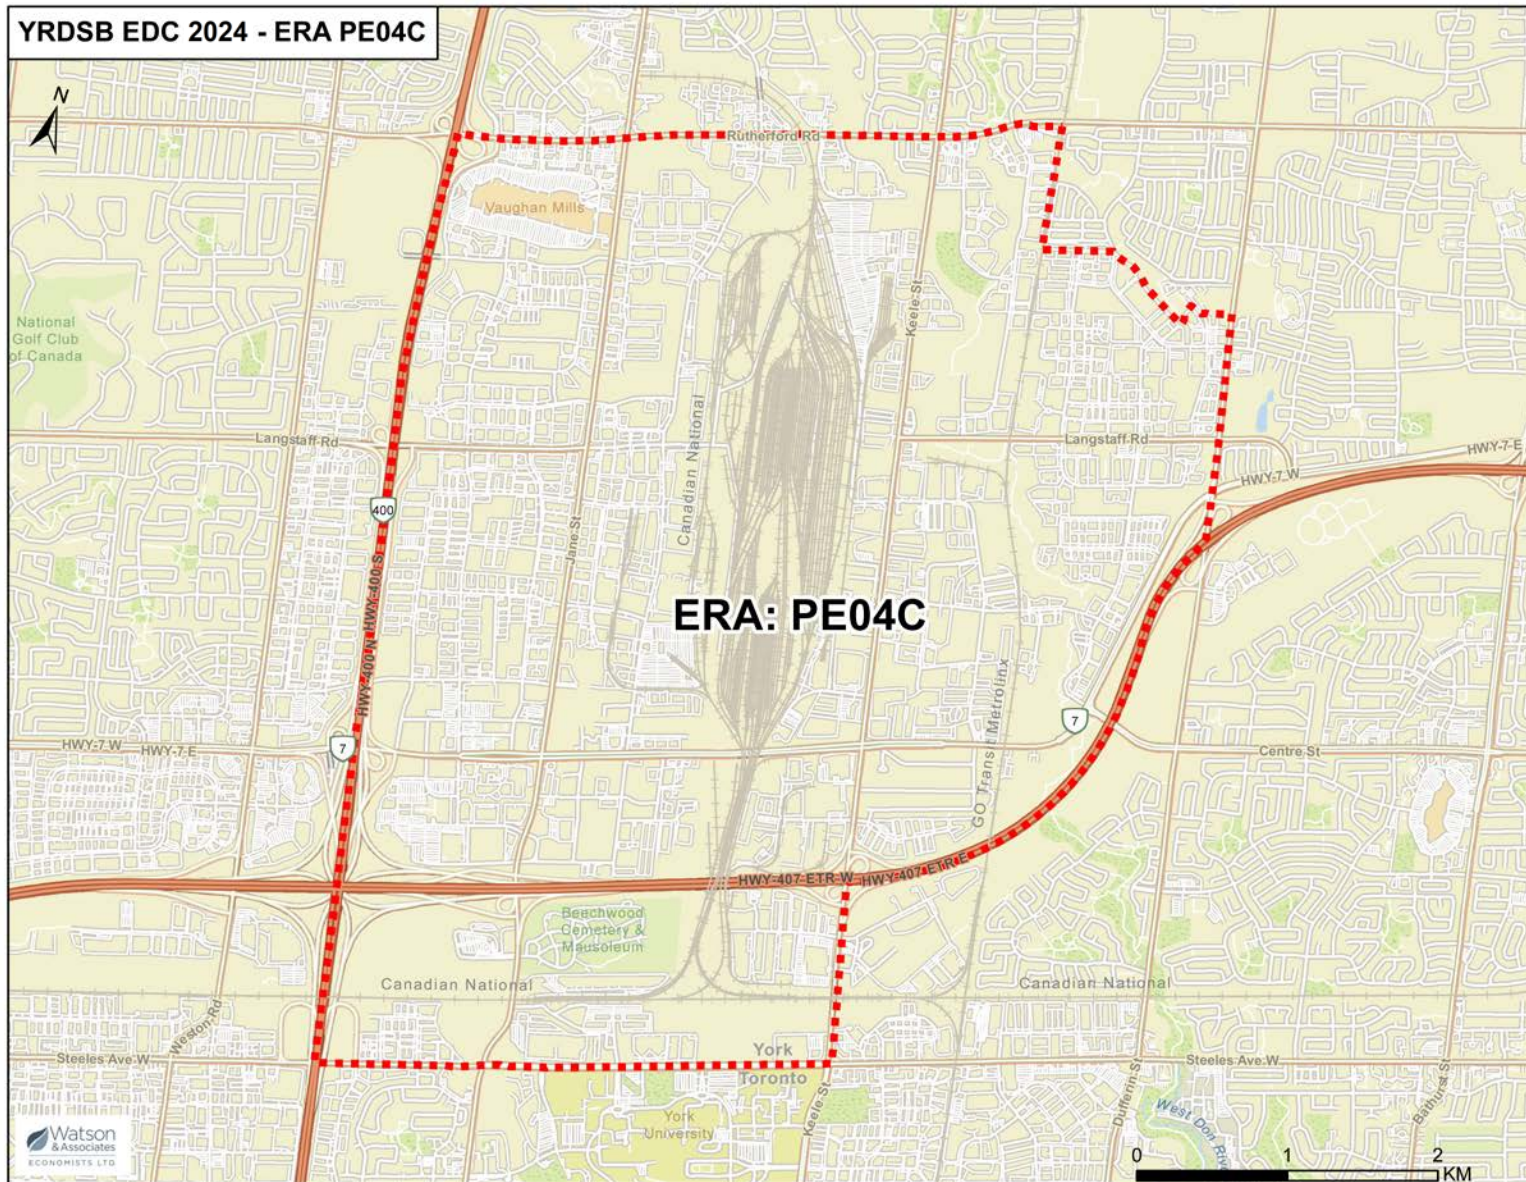 YRDSB EDC 2024 - ERA PE04C
N
Rutherford Rd
Vaughan Mills
Keele St
National
Golf Club
of Canada
Canadian National
Langstaff Rd
Langstaff Rd
HWY-7 E
HWY-7 W
400
Jane St
HWY-400 N HWY-400 S
ERA: PE04C
GO Transit Metrolinx
7
7
HWY-7 W
HWY-7 E
Centre St
HWY-407 ETR W
HWY-407 ETR E
Beechwood
Cemetery &
Mausoleum
Canadian National
Canadian National
Weston Rd
Steeles Ave W
York
Toronto
Steeles Ave W
Keele St
York
University
Dufferin St
West Don Riv
Bathurst St
Watson
& Associates
ECONOMISTS LTD
0
1
2
KM